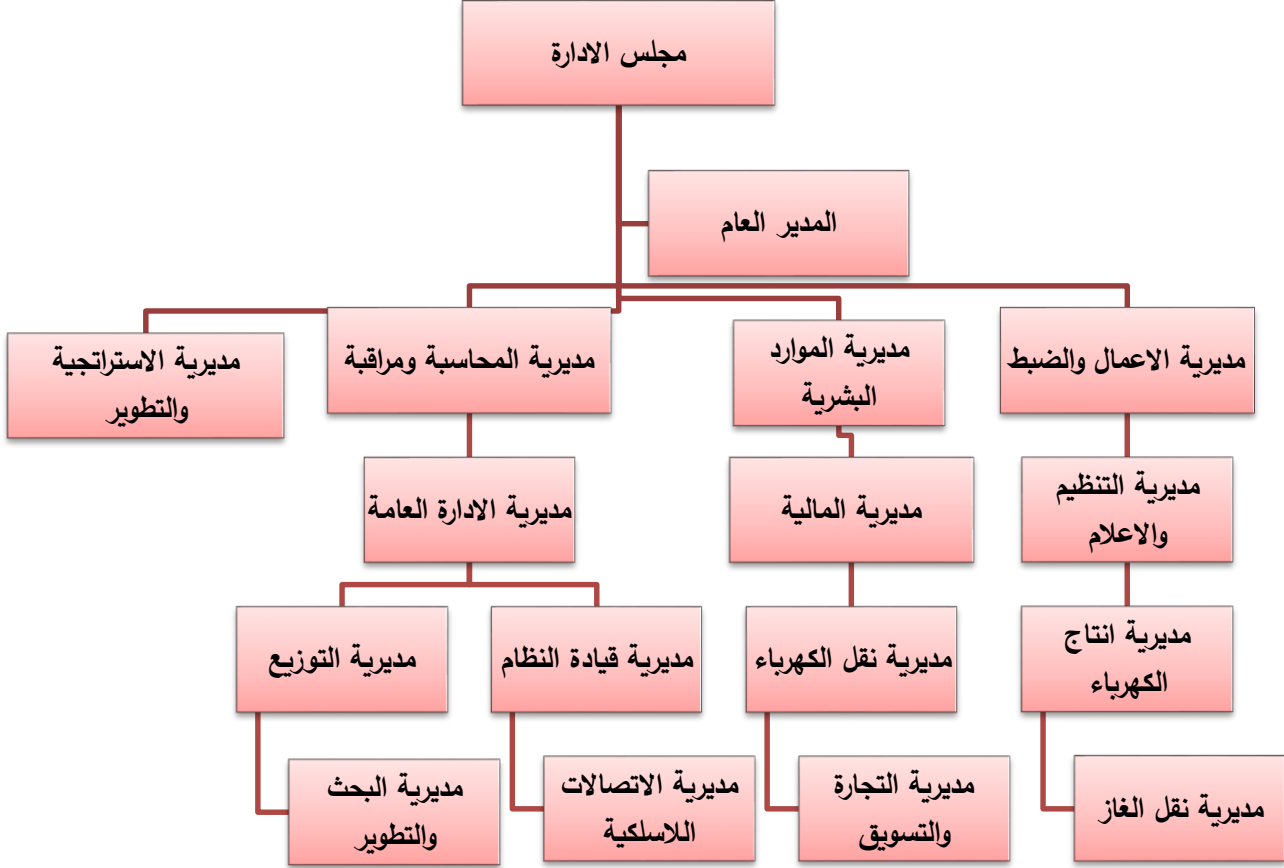 مجلس الادارة
المدير العام
مديرية الاعمال والضبط
مديرية الموارد
البشرية
مديرية المحاسبة ومراقبة
مديرية الاستراتجية
والتطوير
مديرية التنظيم
والاعلام
مديرية المالية
مديرية الادارة العامة
مديرية انتاج
الكهرباء
مديرية نقل الكهرباء
مديرية قيادة النظام
مديرية التوزيع
مديرية نقل الغاز
مديرية التجارة
والتسويق
مديرية الاتصالات
اللاسلكية
مديرية البحث
والتطوير